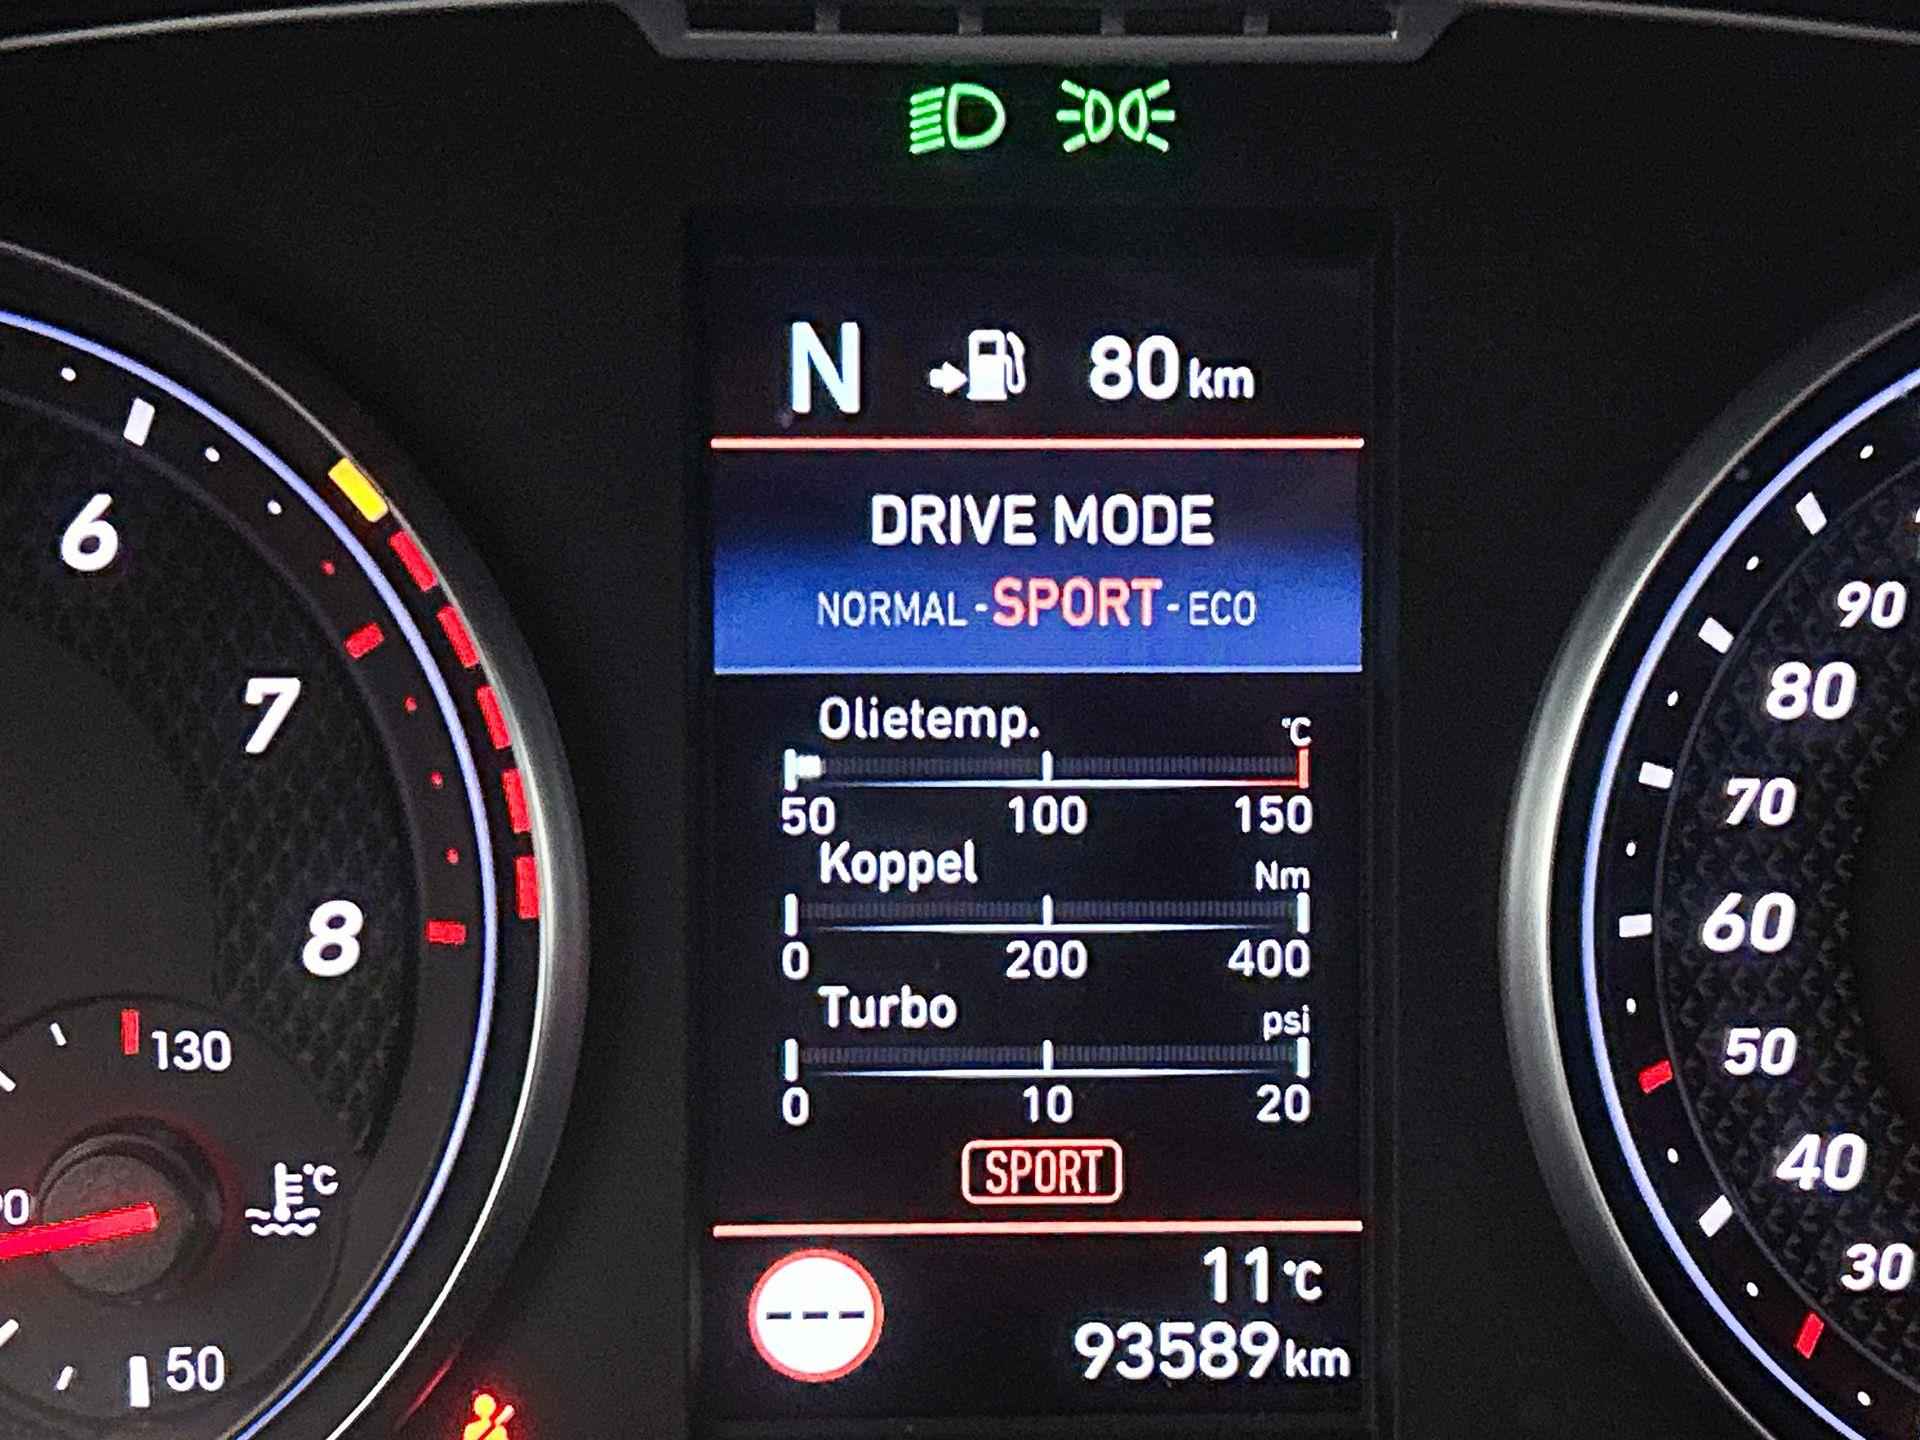 N 80 km
DRIVE MODE
NORMAL - SPORT - ECO
Olietemp. °C
50 100 150
Koppel Nm
0 200 400
Turbo psi
0 10 20
SPORT
--- 11 °C
93589 km
6
7
8
130
90
50
°C
90
80
70
60
50
40
30